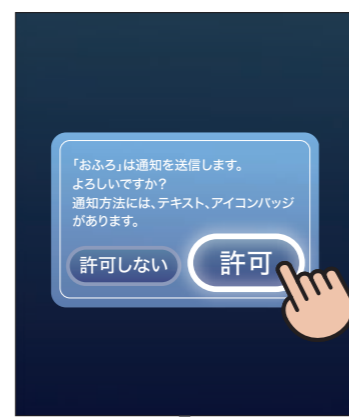 「おふろ」は通知を送信します。
よろしいですか？
通知方法には、テキスト、アイコンバッジ
があります。
許可しない
許可